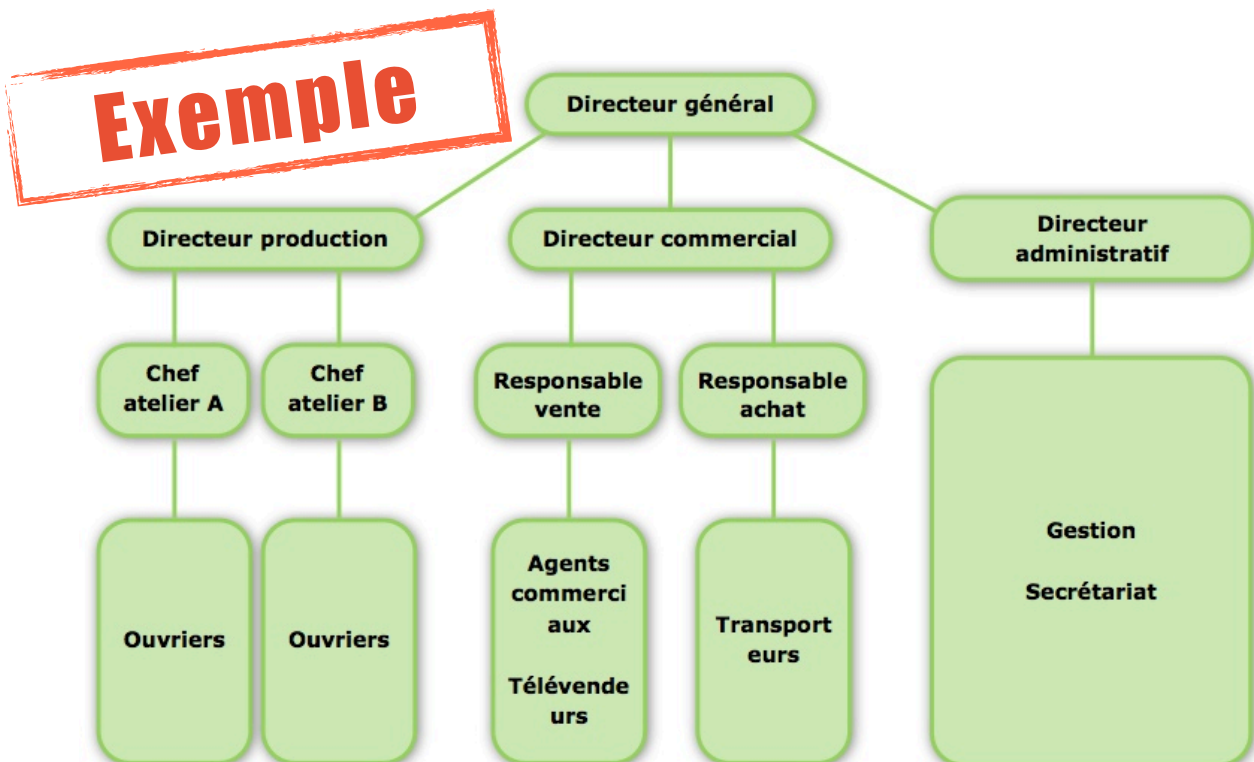 Exemple
Directeur général
Directeur production
Directeur commercial
Directeur
administratif
Chef
atelier A
Chef
atelier B
Responsable
vente
Responsable
achat
Ouvriers
Ouvriers
Agents
commerci
aux
Télévende
urs
Transport
eurs
Gestion
Secrétariat